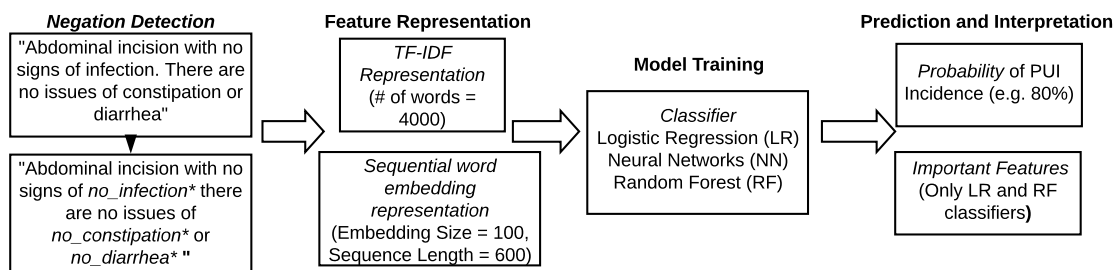 Negation Detection
"Abdominal incision with no
signs of infection. There are
no issues of constipation or
diarrhea"
"Abdominal incision with no
signs of no_infection* there
are no issues of
no_constipation* or
no_diarrhea* "
Feature Representation
TF-IDF
Representation
(# of words =
4000)
Sequential word
embedding
representation
(Embedding Size = 100,
Sequence Length = 600)
Model Training
Classifier
Logistic Regression (LR)
Neural Networks (NN)
Random Forest (RF)
Prediction and Interpretation
Probability of PUI
Incidence (e.g. 80%)
Important Features
(Only LR and RF
classifiers)